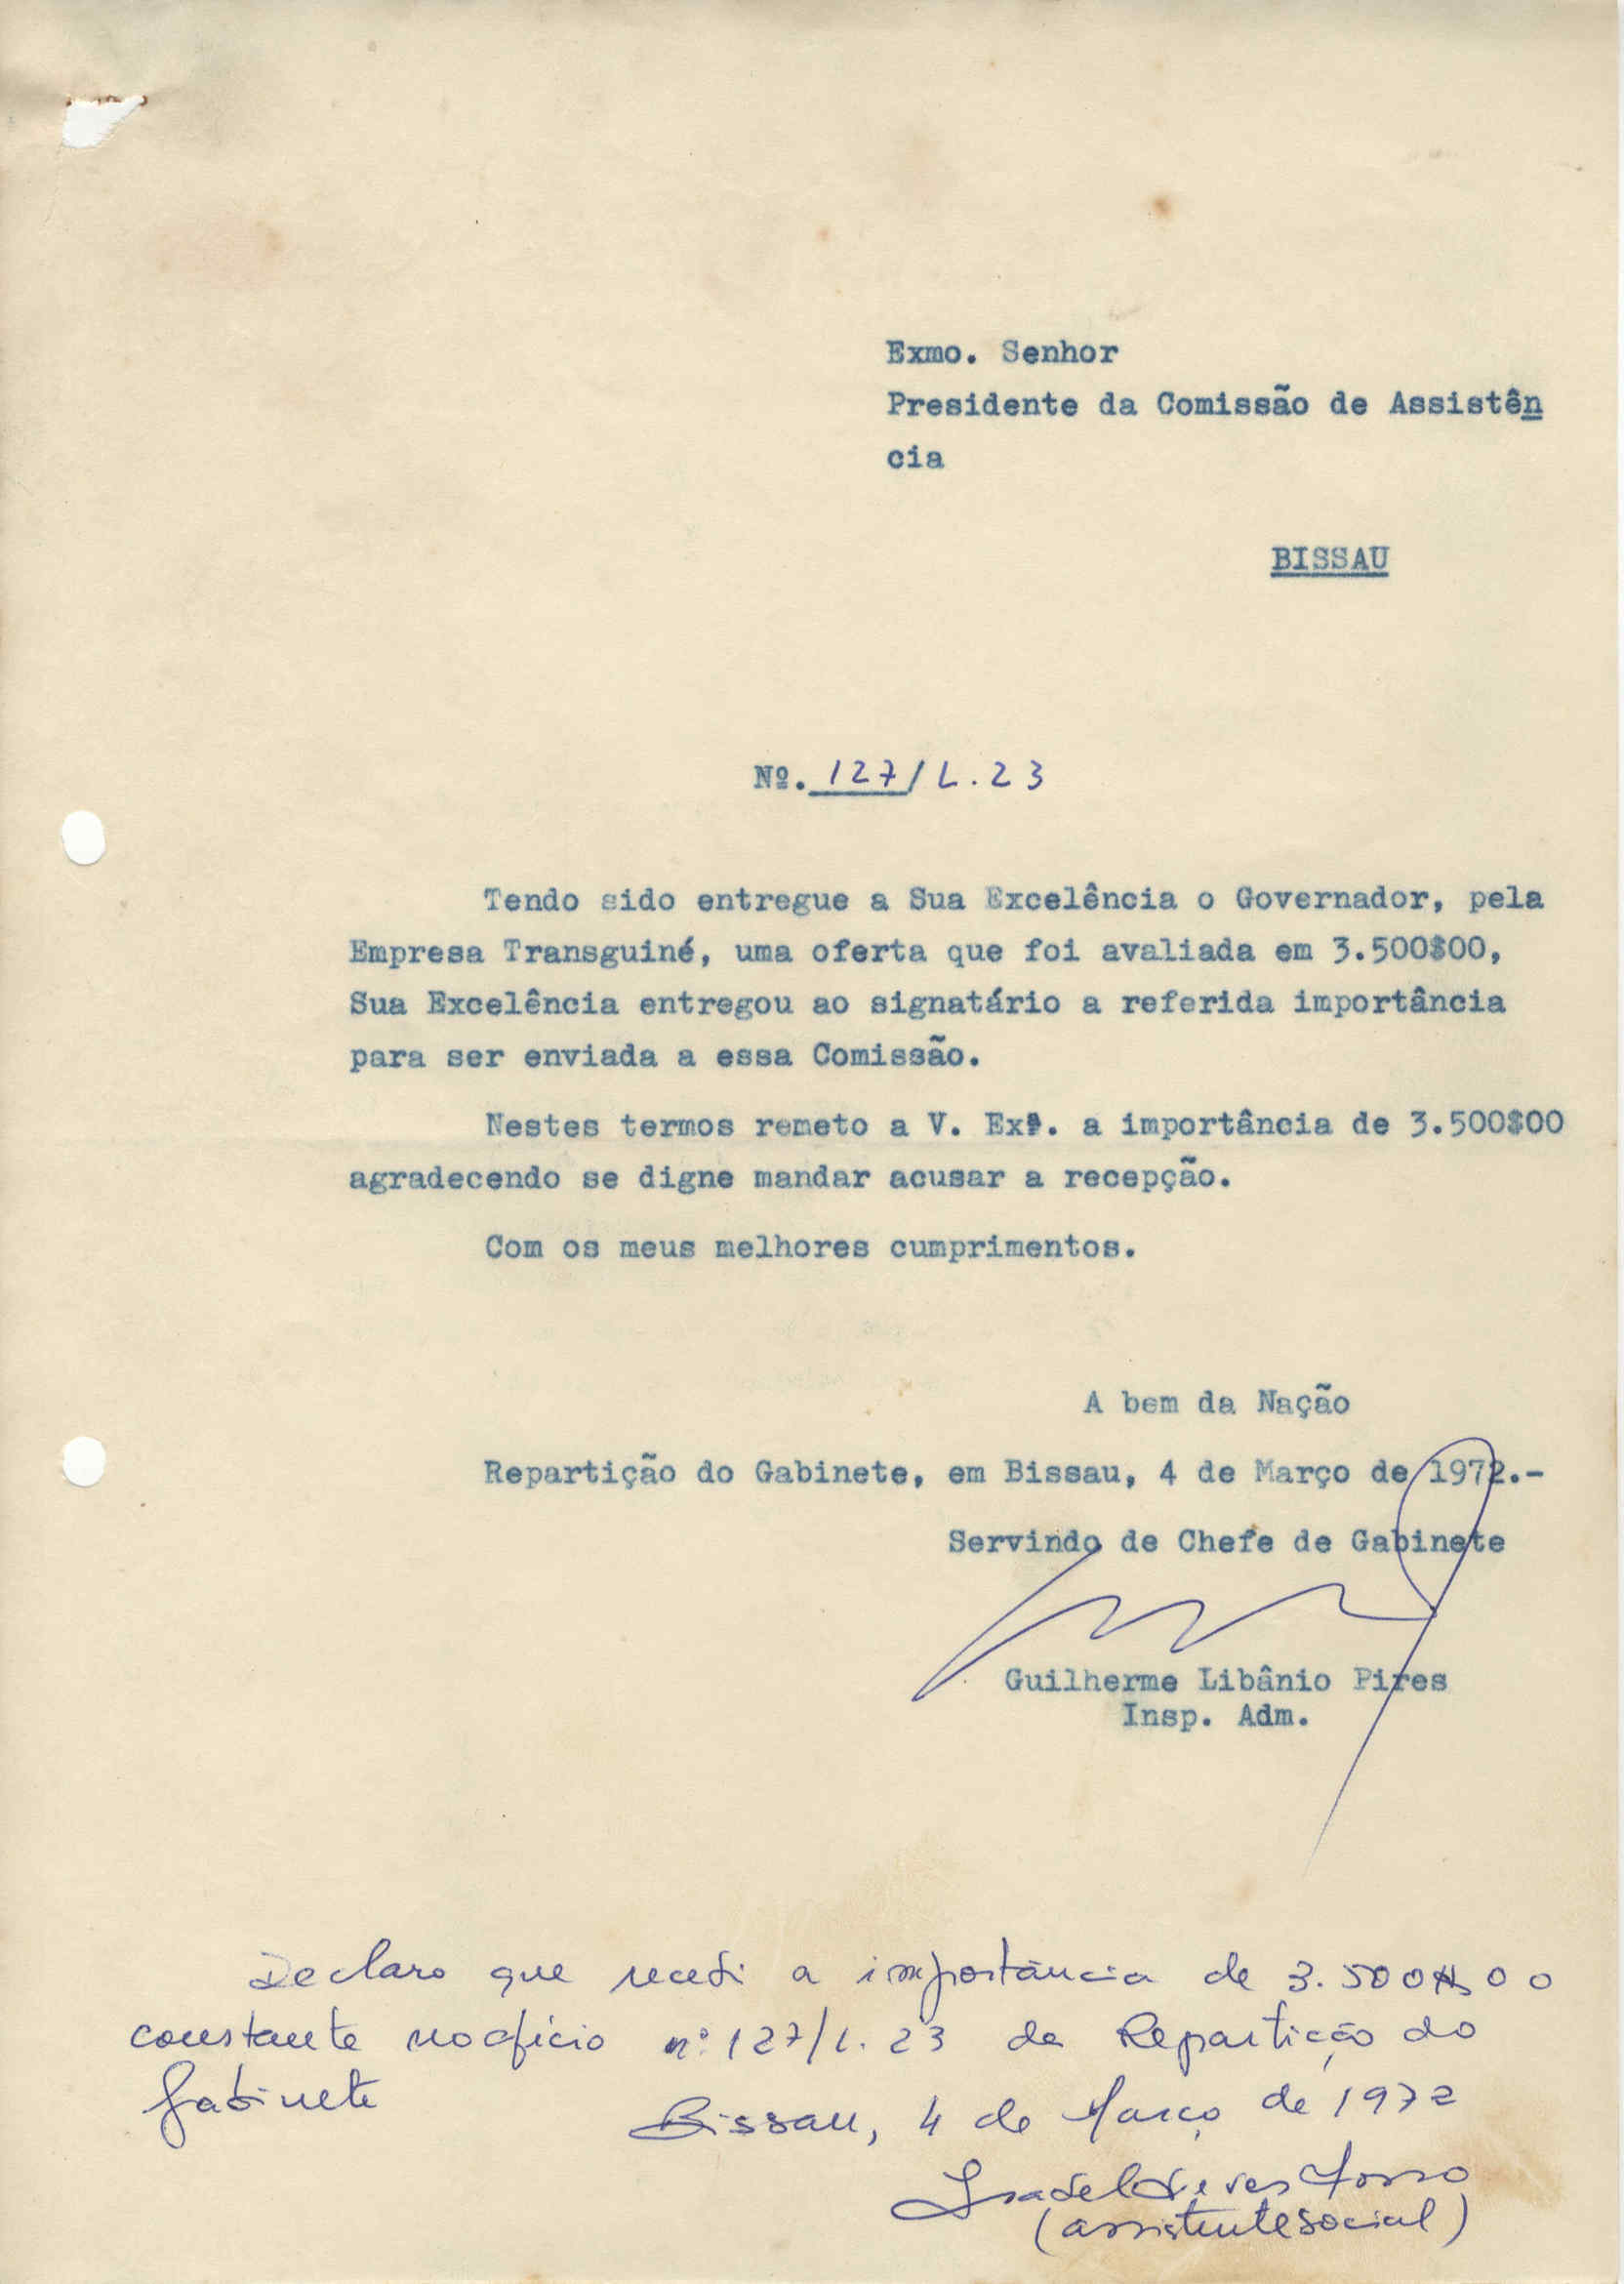 Exmo. Senhor
Presidente da Comissão de Assistên
cia
BISSAU
Nº. 127/L.23
Tendo sido entregue a Sua Excelência o Governador, pela
Empresa Transguiné, uma oferta que foi avaliada em 3.500$00,
Sua Excelência entregou ao signatário a referida importância
para ser enviada a essa Comissão.
Nestes termos remeto a V. Exª. a importância de 3.500$00
agradecendo se digne mandar acusar a recepção.
Com os meus melhores cumprimentos.
A bem da Nação
Repartição do Gabinete, em Bissau, 4 de Março de 1972.-
Servindo de Chefe de Gabinete
Guilherme Libânio Pires
Insp. Adm.
Declaro que recebi a importância de 3.500$00
constante no ofício nº 127/L.23 da Repartição do
Gabinete
Bissau, 4 de Março de 1972
Isabel
(assistente social)